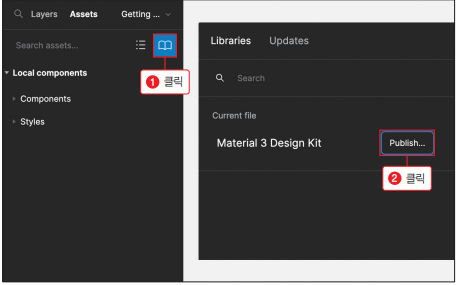 Layers Assets Getting ...
Search assets...
Local components
Components
Styles
1 클릭
Libraries Updates
Search
Current file
Material 3 Design Kit
Publish...
2 클릭